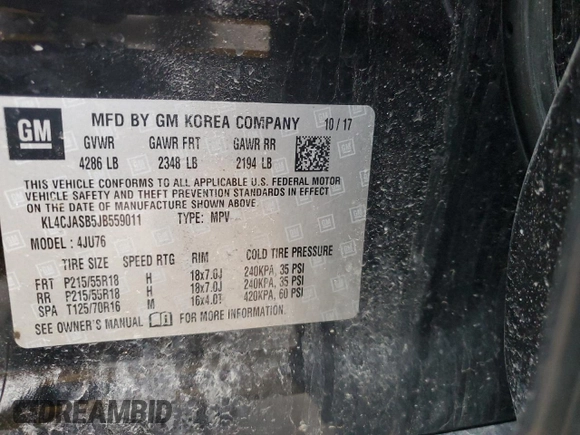 GM
MFD BY GM KOREA COMPANY 10 / 17
GVWR GAWR FRT GAWR RR
4286 LB 2348 LB 2194 LB
THIS VEHICLE CONFORMS TO ALL APPLICABLE U.S. FEDERAL MOTOR
VEHICLE SAFETY AND THEFT PREVENTION STANDARDS IN EFFECT
ON THE DATE OF MANUFACTURE SHOWN ABOVE.
KL4CJASB5JB559011 TYPE: MPV
MODEL : 4JU76
TIRE SIZE SPEED RTG RIM COLD TIRE PRESSURE
FRT P215/55R18 H 18x7.0J 240KPA, 35 PSI
RR P215/55R18 H 18x7.0J 240KPA, 35 PSI
SPA T125/70R16 M 16x4.0T 420KPA, 60 PSI
SEE OWNER'S MANUAL FOR MORE INFORMATION.
DREAMBID